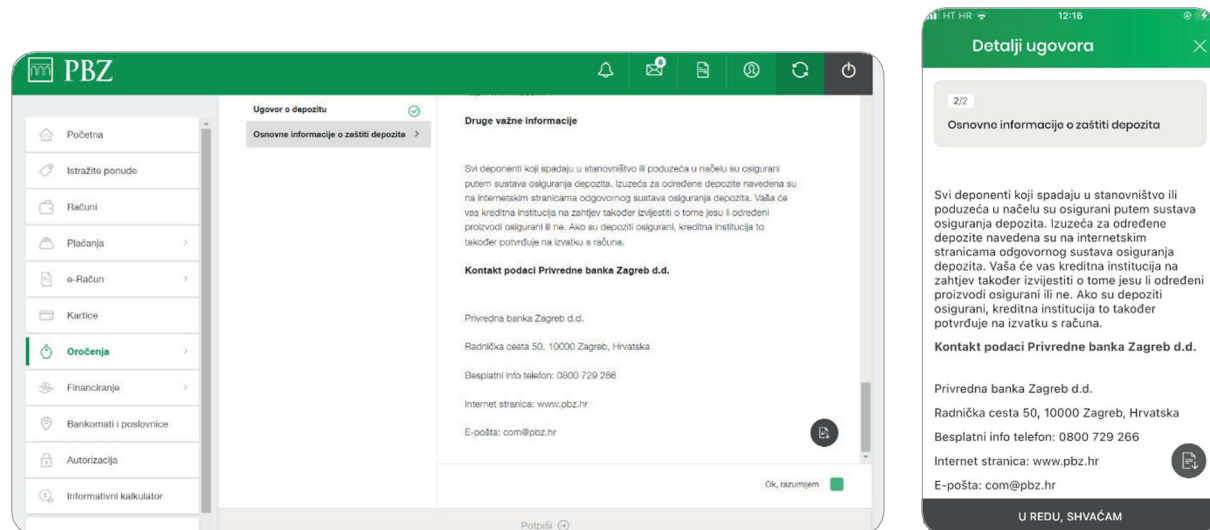 PBZ
8
Početna
Istražite ponude
Računi
Plaćanja
e-Račun
Kartice
Oročenja
Financiranje
Bankomati i poslovnice
Autorizacija
Informativni kalkulator
Ugovor o depozitu
Osnovne informacije o zaštiti depozita
Druge važne informacije
Svi deponenti koji spadaju u stanovništvo ili poduzeća u načelu su osigurani
putem sustava osiguranja depozita. Izuzeća za određene depozite navedena su
na internetskim stranicama odgovornog sustava osiguranja depozita. Vaša će
vas kreditna institucija na zahtjev također izvijestiti o tome jesu li određeni
proizvodi osigurani ili ne. Ako su depoziti osigurani, kreditna institucija to
također potvrđuje na izvatku s računa.
Kontakt podaci Privredne banka Zagreb d.d.
Privredna banka Zagreb d.d.
Radnička cesta 50, 10000 Zagreb, Hrvatska
Besplatni info telefon: 0800 729 266
Internet stranica: www.pbz.hr
E-pošta: com@pbz.hr
Ok, razumijem
Potpiši
HT HR 12:16
Detalji ugovora
2/2
Osnovne informacije o zaštiti depozita
Svi deponenti koji spadaju u stanovništvo ili
poduzeća u načelu su osigurani putem sustava
osiguranja depozita. Izuzeća za određene
depozite navedena su na internetskim
stranicama odgovornog sustava osiguranja
depozita. Vaša će vas kreditna institucija na
zahtjev također izvijestiti o tome jesu li određeni
proizvodi osigurani ili ne. Ako su depoziti
osigurani, kreditna institucija to također
potvrđuje na izvatku s računa.
Kontakt podaci Privredne banka Zagreb d.d.
Privredna banka Zagreb d.d.
Radnička cesta 50, 10000 Zagreb, Hrvatska
Besplatni info telefon: 0800 729 266
Internet stranica: www.pbz.hr
E-pošta: com@pbz.hr
U REDU, SHVAĆAM